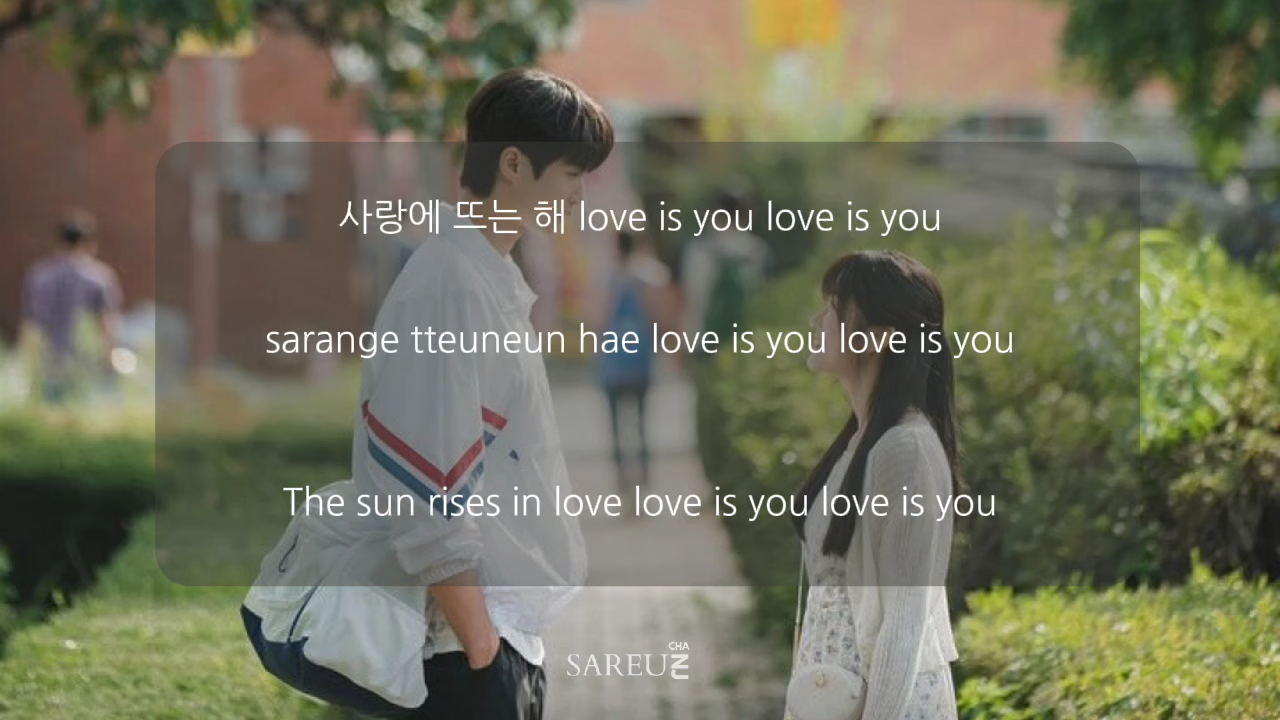 사랑에 뜨는 해 love is you love is you
sarange tteuneun hae love is you love is you
The sun rises in love love is you love is you
SAREUN CHA